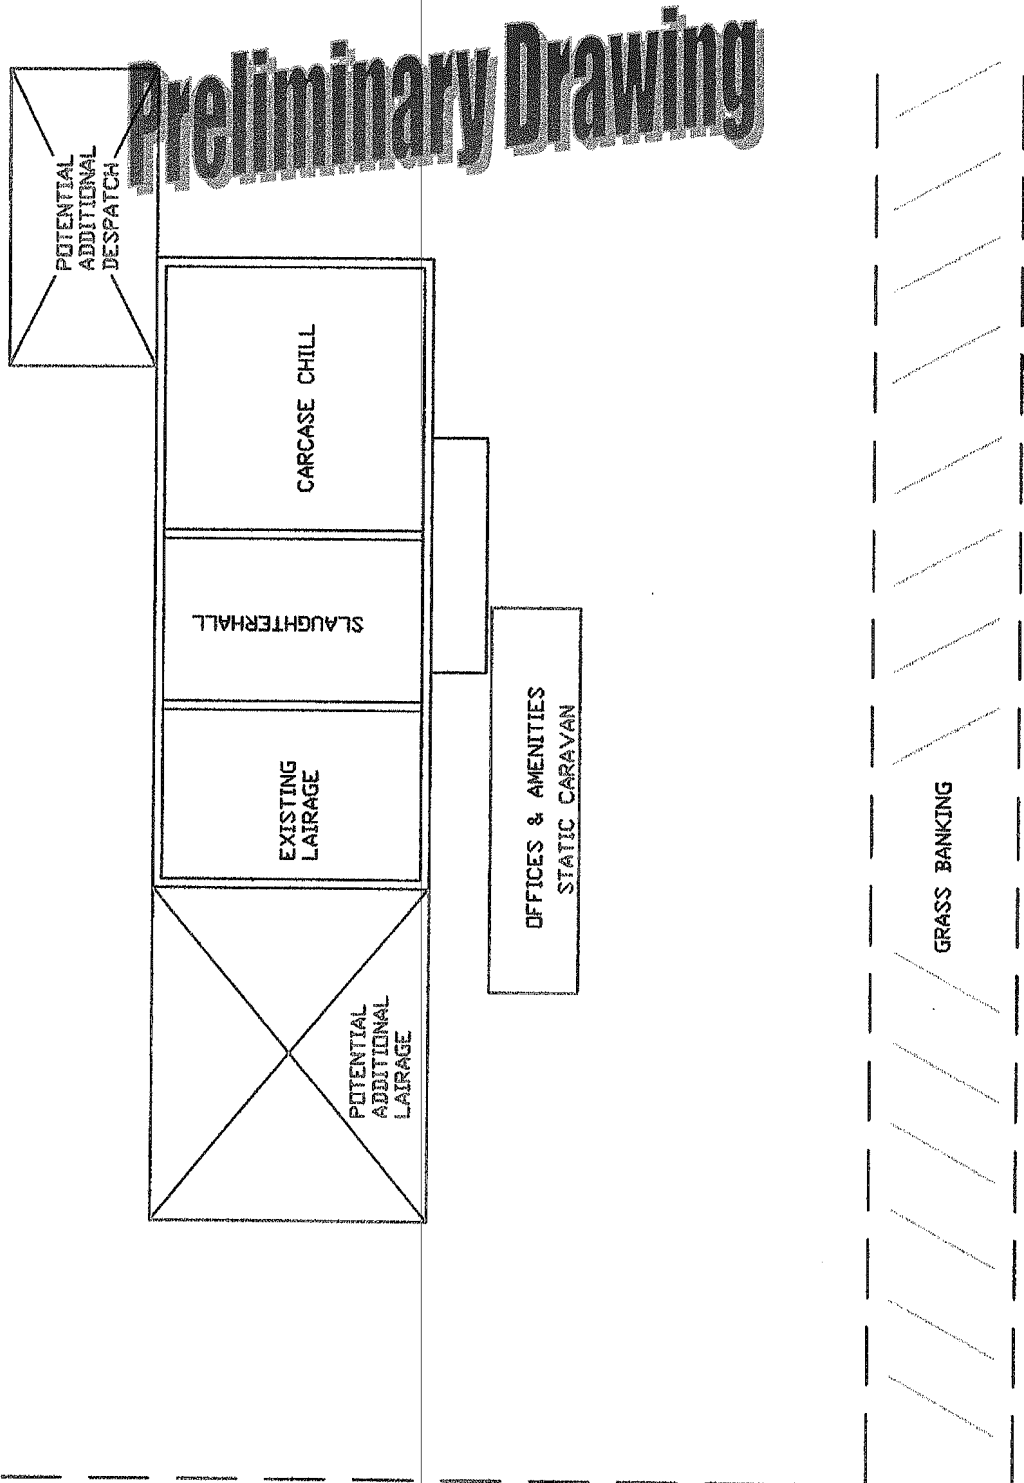 Preliminary Drawing
POTENTIAL
ADDITIONAL
DESPATCH
CARCASE CHILL
SLAUGHTERHALL
EXISTING
LAIRAGE
OFFICES & AMENITIES
STATIC CARAVAN
POTENTIAL
ADDITIONAL
LAIRAGE
GRASS BANKING